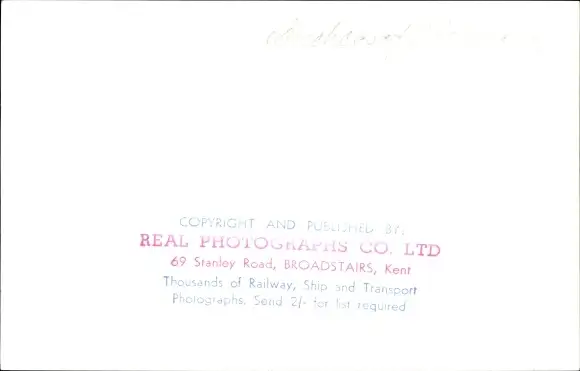 COPYRIGHT AND PUBLISHED BY:
REAL PHOTOGRAPHS CO. LTD
69 Stanley Road, BROADSTAIRS, Kent
Thousands of Railway, Ship and Transport
Photographs. Send 2/- for list required